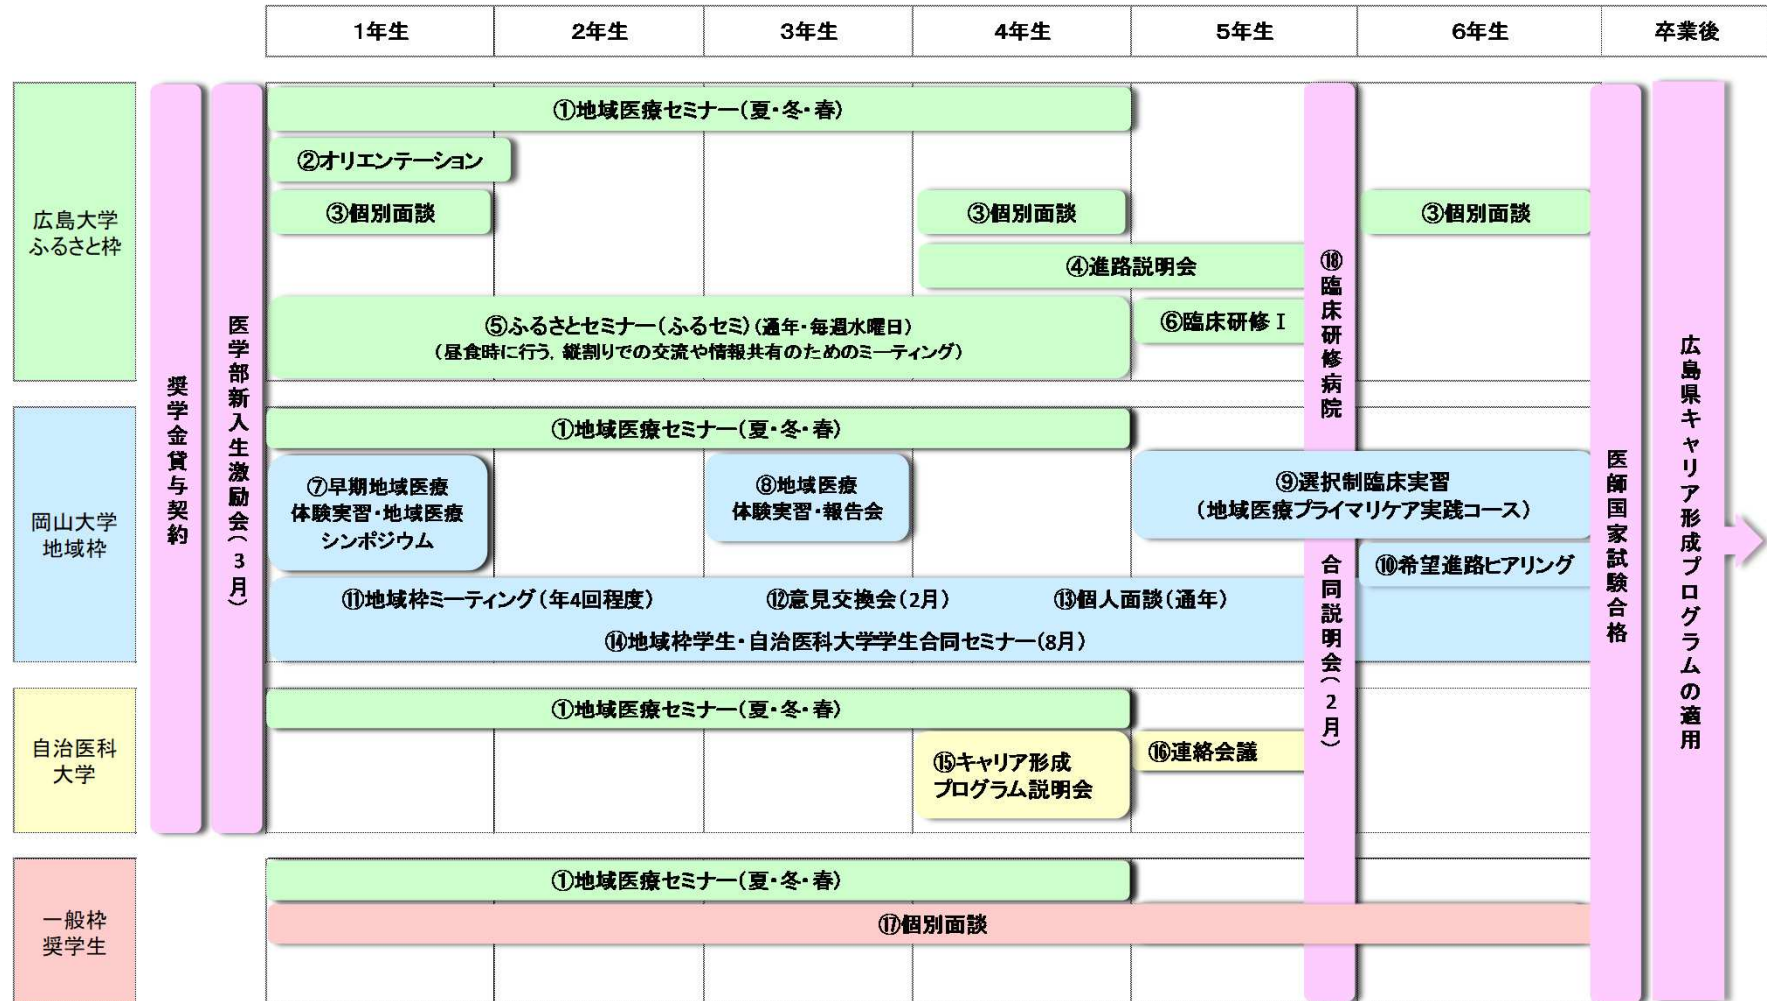 1年生
2年生
3年生
4年生
5年生
6年生
卒業後
広島大学
ふるさと枠
奨学金貸与契約
医学部新入生激励会(3月)
①地域医療セミナー(夏・冬・春)
②オリエンテーション
③個別面談
③個別面談
③個別面談
④進路説明会
⑤ふるさとセミナー(ふるセミ)(通年・毎週水曜日)
(昼食時に行う，縦割りでの交流や情報共有のためのミーティング)
⑥臨床研修Ⅰ
⑱臨床研修病院 合同説明会(2月)
医師国家試験合格
広島県キャリア形成プログラムの適用
岡山大学
地域枠
①地域医療セミナー(夏・冬・春)
⑦早期地域医療
体験実習・地域医療
シンポジウム
⑧地域医療
体験実習・報告会
⑨選択制臨床実習
(地域医療プライマリケア実践コース)
⑩希望進路ヒアリング
⑪地域枠ミーティング(年4回程度)
⑫意見交換会(2月)
⑬個人面談(通年)
⑭地域枠学生・自治医科大学学生合同セミナー(8月)
自治医科
大学
①地域医療セミナー(夏・冬・春)
⑮キャリア形成
プログラム説明会
⑯連絡会議
一般枠
奨学生
①地域医療セミナー(夏・冬・春)
⑰個別面談